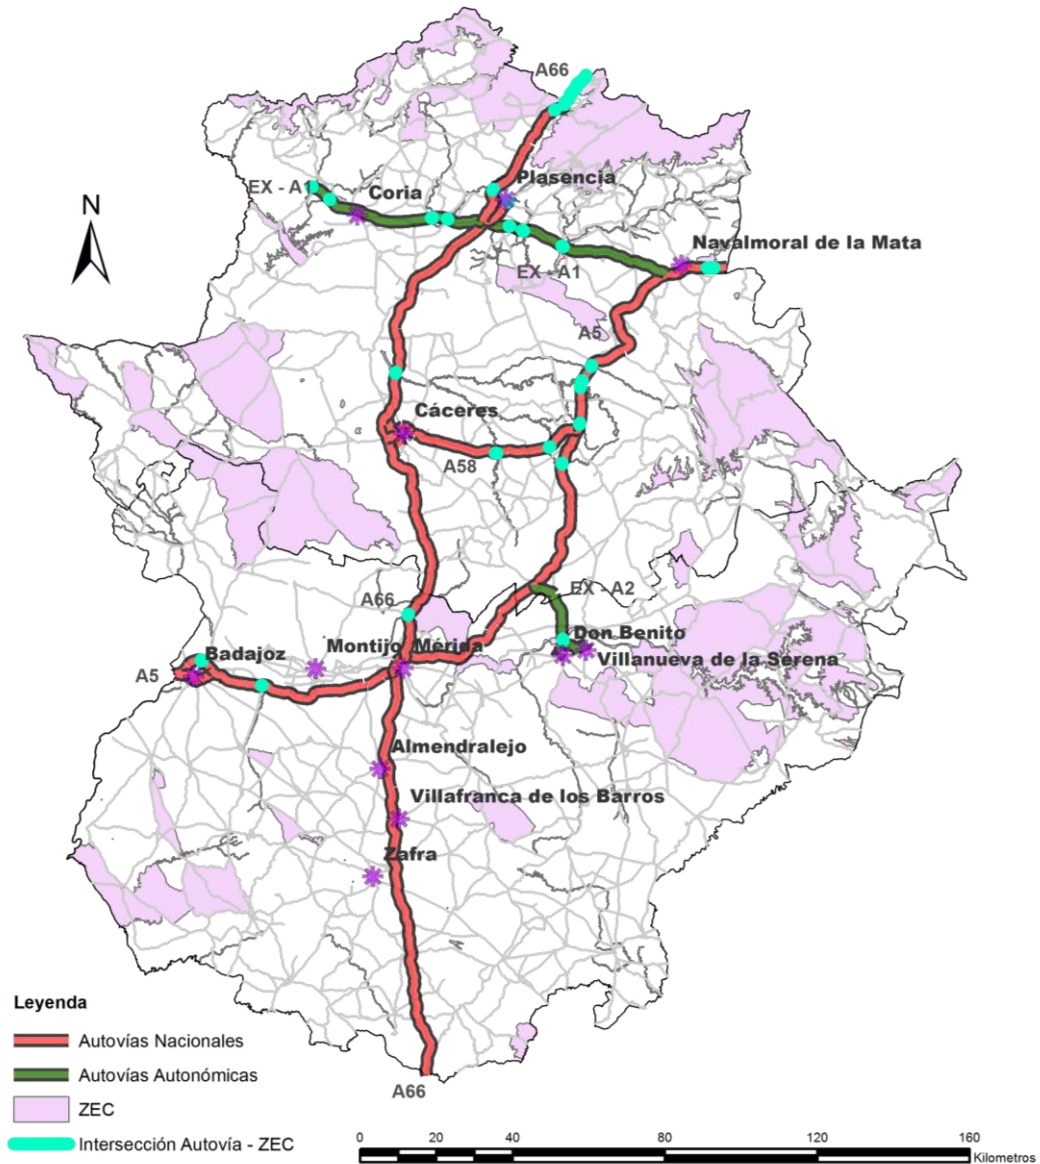 A66
Plasencia
EX - A1
Coria
N
Navalmoral de la Mata
EX - A1
A5
Cáceres
A58
A66
EX - A2
Don Benito
Montijo
Mérida
Badajoz
Villanueva de la Serena
A5
Almendralejo
Villafranca de los Barros
Zafra
Leyenda
Autovías Nacionales
Autovías Autonómicas
ZEC
Intersección Autovía - ZEC
A66
0 20 40 80 120 160
Kilometros